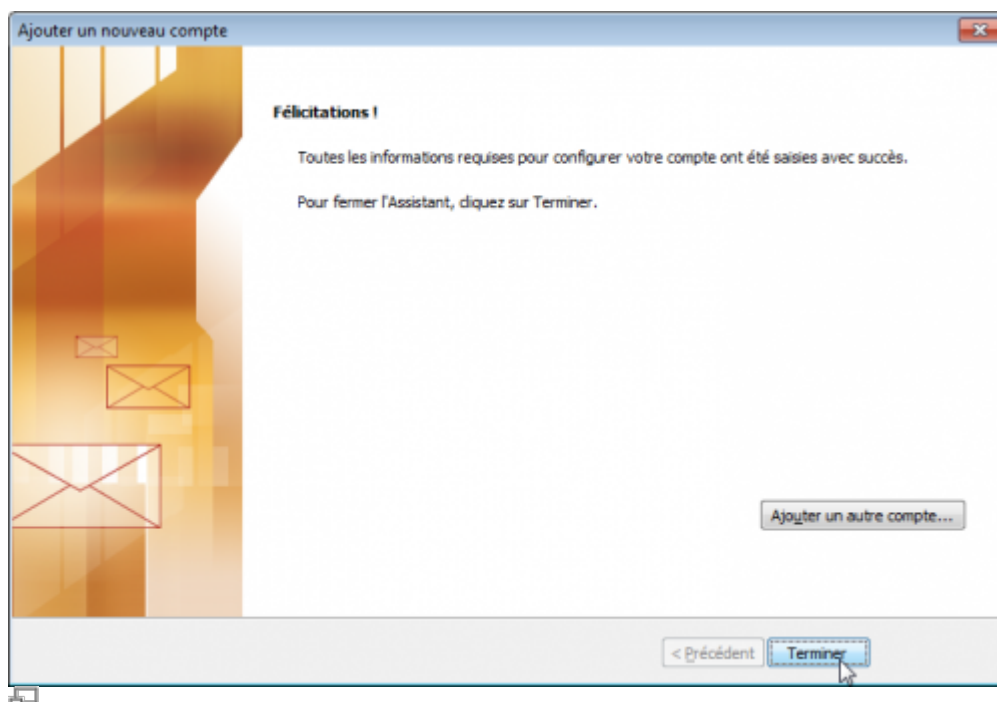 Ajouter un nouveau compte
Félicitations !
Toutes les informations requises pour configurer votre compte ont été saisies avec succès.
Pour fermer l'Assistant, cliquez sur Terminer.
Ajouter un autre compte...
< Précédent
Terminer